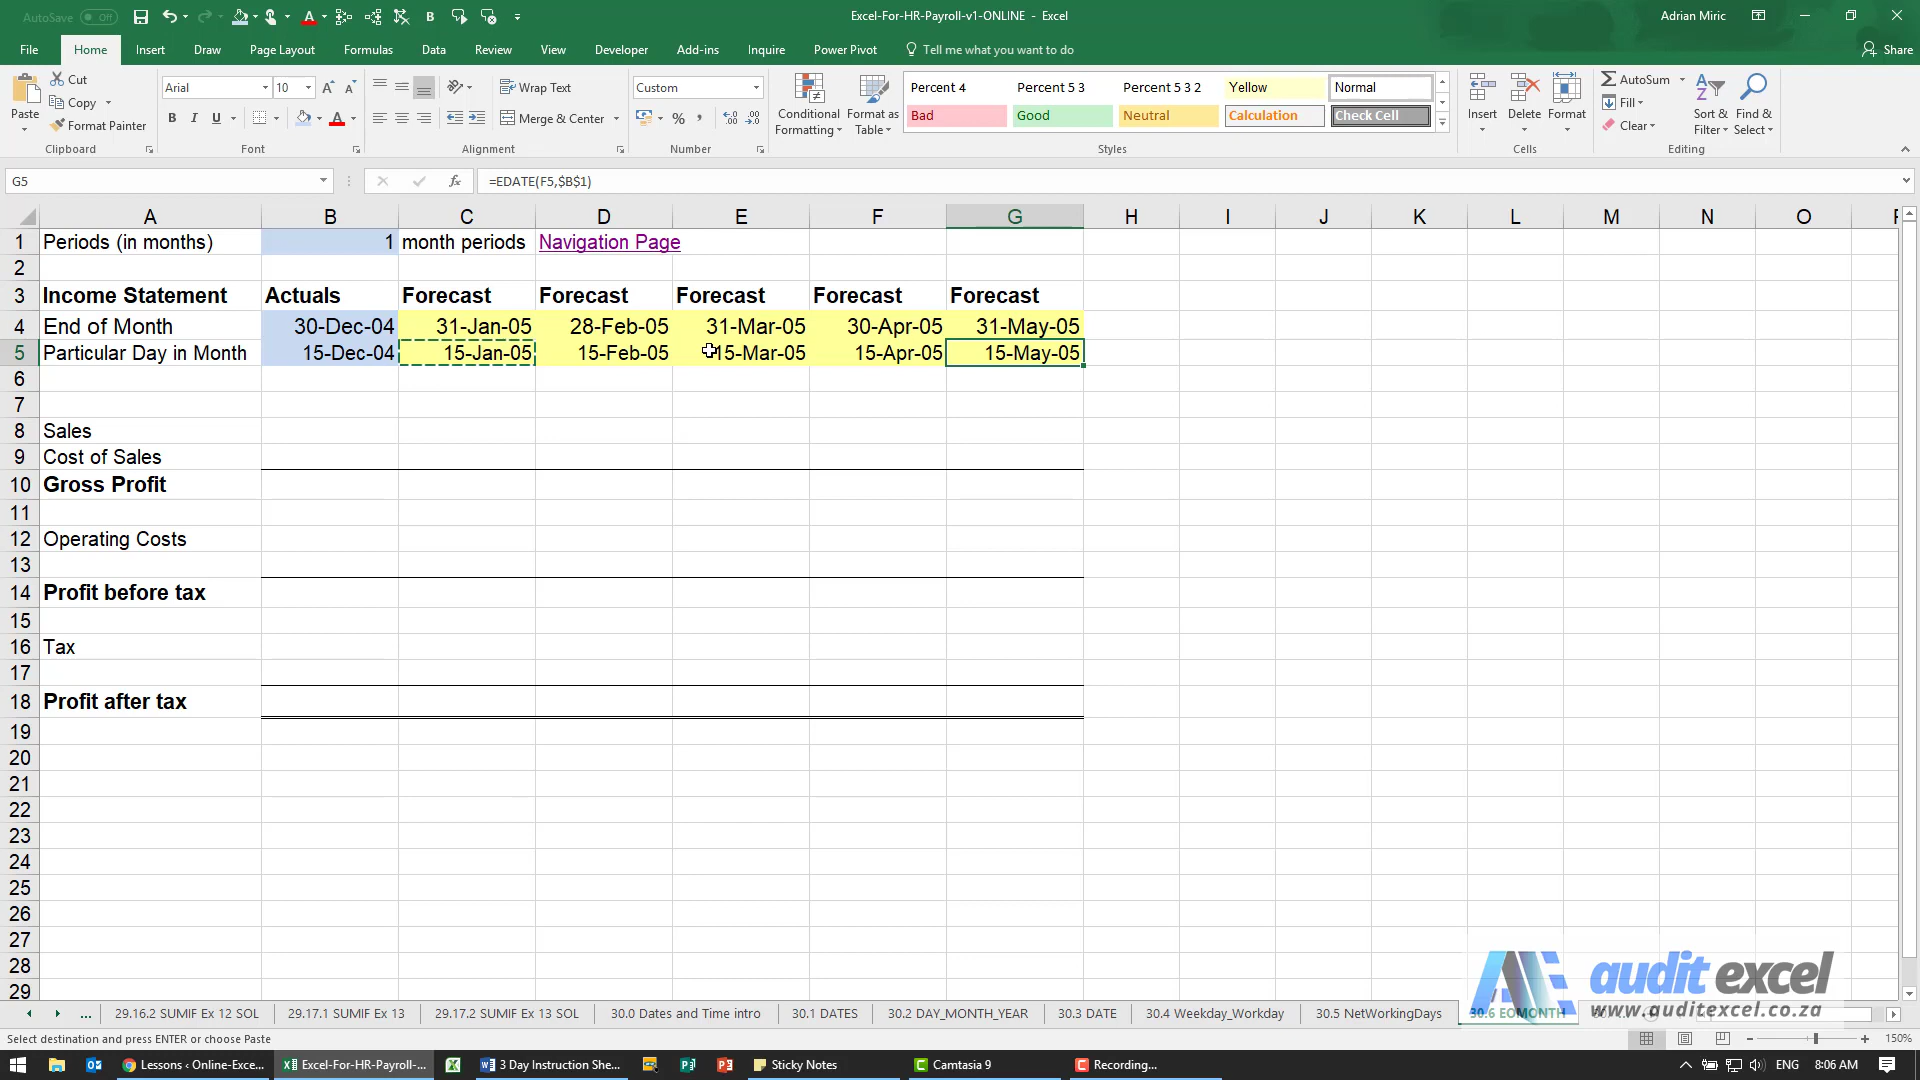 AutoSave Off
Excel-For-HR-Payroll-v1-ONLINE - Excel
Adrian Miric
File Home Insert Draw Page Layout Formulas Data Review View Developer Add-ins Inquire Power Pivot Tell me what you want to do Share
Paste
Cut
Copy
Format Painter
Clipboard
Arial 10
B I U
Font
Wrap Text
Merge & Center
Alignment
Custom
Number
Conditional Formatting
Format as Table
Percent 4 Percent 5 3 Percent 5 3 2 Yellow Normal
Bad Good Neutral Calculation Check Cell
Styles
Insert Delete Format
Cells
AutoSum
Fill
Clear
Sort & Filter
Find & Select
Editing
G5
=EDATE(F5,$B$1)
A B C D E F G H I J K L M N O
1 Periods (in months) 1 month periods Navigation Page
2
3 Income Statement Actuals Forecast Forecast Forecast Forecast Forecast
4 End of Month 30-Dec-04 31-Jan-05 28-Feb-05 31-Mar-05 30-Apr-05 31-May-05
5 Particular Day in Month 15-Dec-04 15-Jan-05 15-Feb-05 15-Mar-05 15-Apr-05 15-May-05
6
7
8 Sales
9 Cost of Sales
10 Gross Profit
11
12 Operating Costs
13
14 Profit before tax
15
16 Tax
17
18 Profit after tax
19
20
21
22
23
24
25
26
27
28
29
audit excel
www.auditexcel.co.za
... 29.16.2 SUMIF Ex 12 SOL 29.17.1 SUMIF Ex 13 29.17.2 SUMIF Ex 13 SOL 30.0 Dates and Time intro 30.1 DATES 30.2 DAY_MONTH_YEAR 30.3 DATE 30.4 Weekday_Workday 30.5 NetWorkingDays 30.6 EOMONTH
Select destination and press ENTER or choose Paste
150%
Lessons ‹ Online-Exce... Excel-For-HR-Payroll-... 3 Day Instruction She... Sticky Notes Camtasia 9 Recording... ENG 8:06 AM